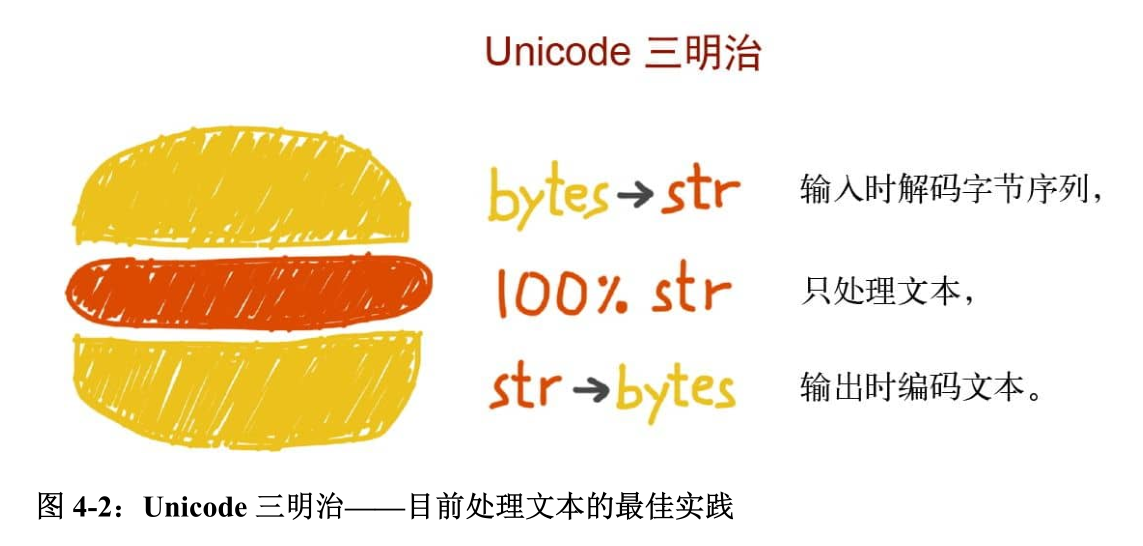 Unicode 三明治
bytes→str 输入时解码字节序列，
100% str 只处理文本，
str→bytes 输出时编码文本。
图 4-2：Unicode 三明治——目前处理文本的最佳实践